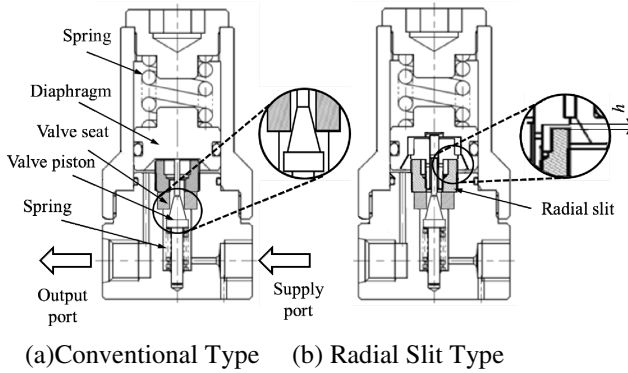 Spring
Diaphragm
Valve seat
Valve piston
Spring
Output
port
Supply
port
h
Radial slit
(a)Conventional Type
(b) Radial Slit Type